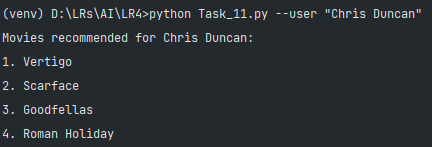 (venv) D:\LRs\AI\LR4>python Task_11.py --user "Chris Duncan"
Movies recommended for Chris Duncan:
1. Vertigo
2. Scarface
3. Goodfellas
4. Roman Holiday